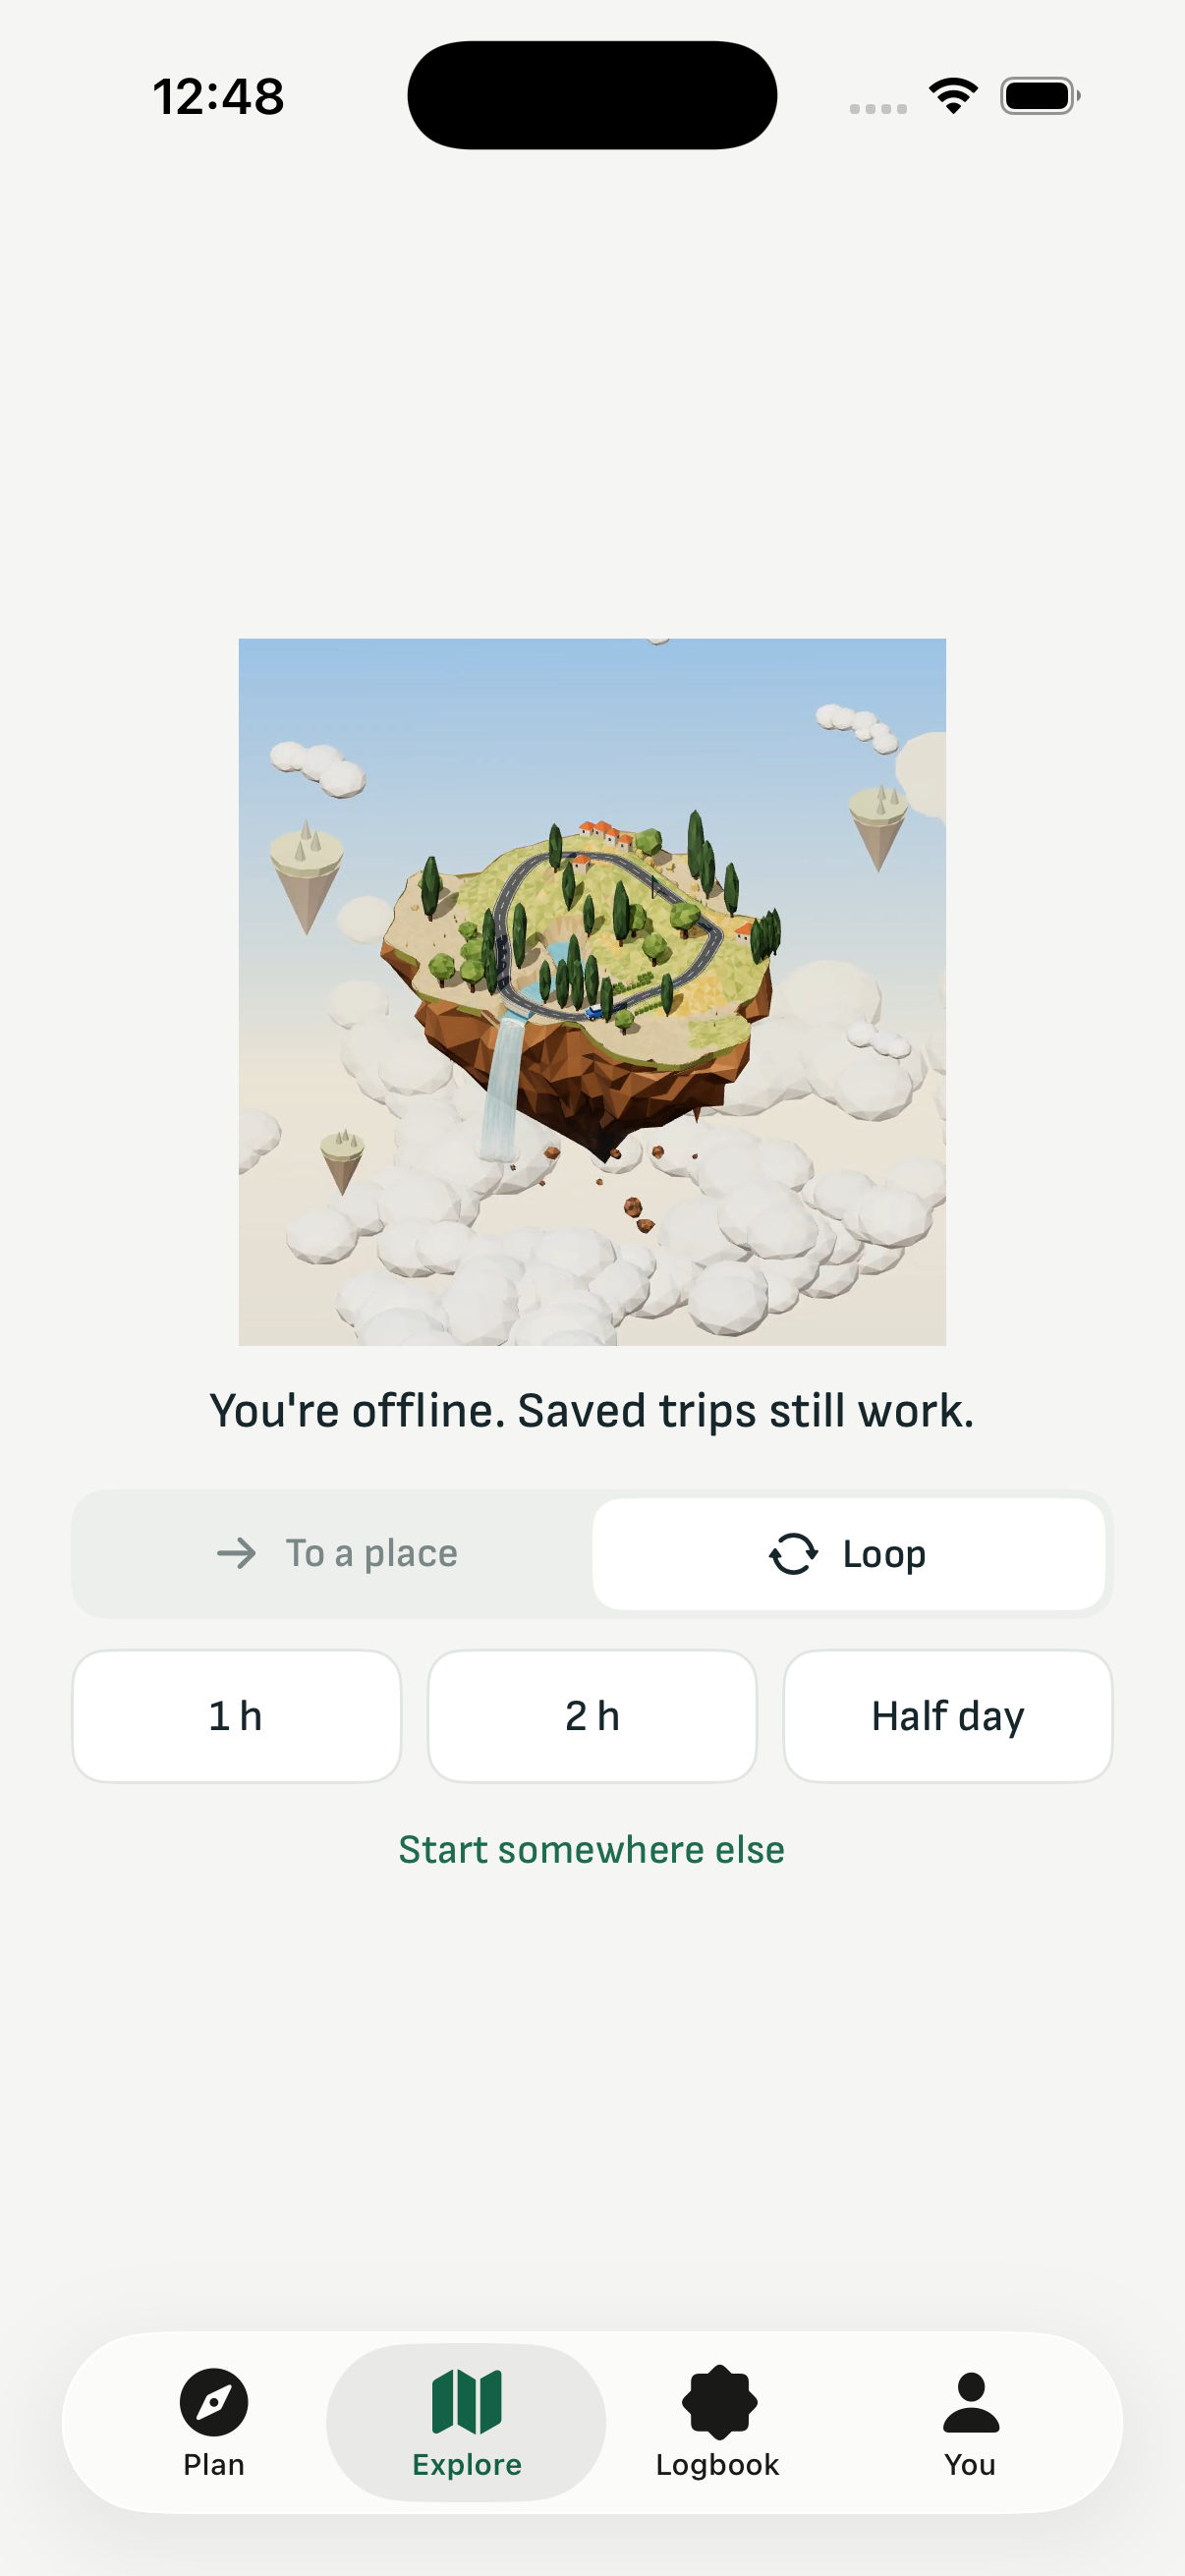 12:48
You're offline. Saved trips still work.
To a place
Loop
1 h
2 h
Half day
Start somewhere else
Plan
Explore
Logbook
You